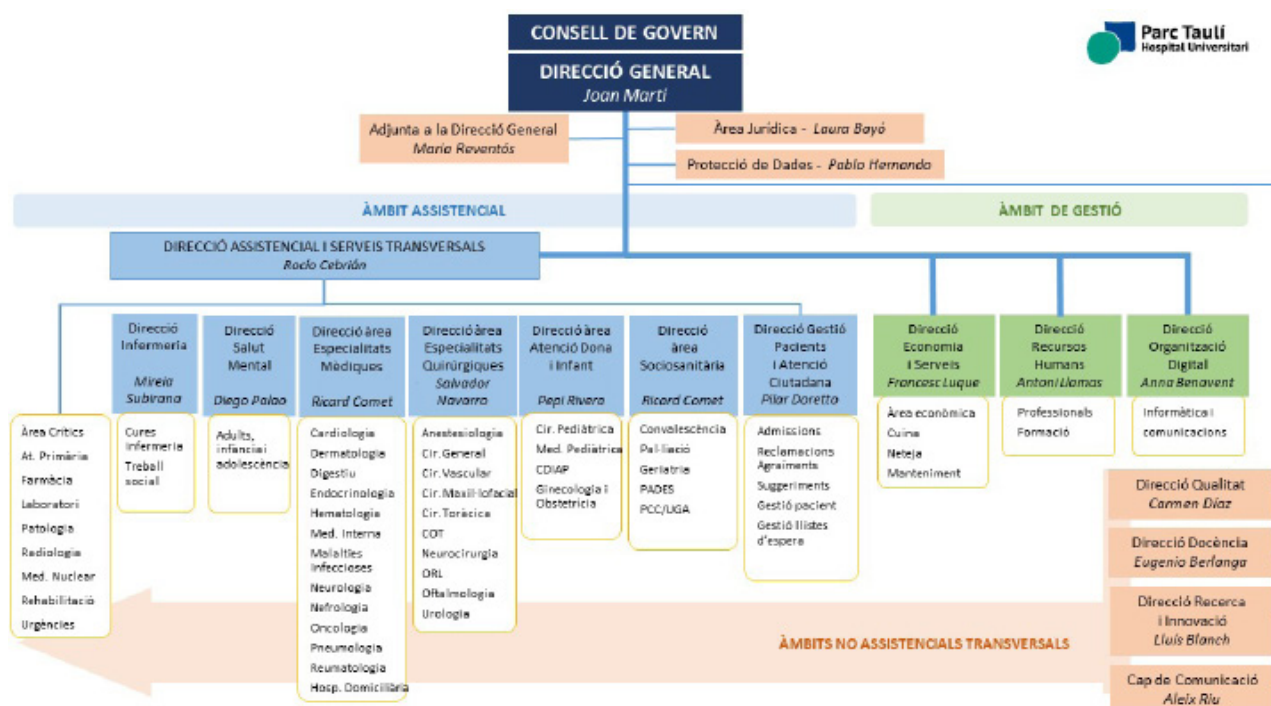 CONSELL DE GOVERN
Parc Taulí
Hospital Universitari
DIRECCIÓ GENERAL
Joan Martí
Adjunta a la Direcció General
Maria Reventós
Àrea Jurídica - Laura Bayó
Protecció de Dades - Pablo Hernando
ÀMBIT ASSISTENCIAL
ÀMBIT DE GESTIÓ
DIRECCIÓ ASSISTENCIAL I SERVEIS TRANSVERSALS
Rocío Cebrián
Direcció
Infermeria
Mireia
Subirana
Direcció
Salut
Mental
Diego Palao
Direcció àrea
Especialitats
Mèdiques
Ricard Comet
Direcció àrea
Especialitats
Quirúrgiques
Salvador
Navarro
Direcció àrea
Atenció Dona
i Infant
Pepi Rivera
Direcció
àrea
Sociosanitària
Ricard Comet
Direcció Gestió
Pacients
i Atenció
Ciutadana
Pilar Doretto
Direcció
Economia
i Serveis
Francesc Luque
Direcció
Recursos
Humans
Antoni Llamas
Direcció
Organització
Digital
Anna Benavent
Àrea Crítics
At. Primària
Farmàcia
Laboratori
Patologia
Radiologia
Med. Nuclear
Rehabilitació
Urgències
Cures
Infermeria
Treball
social
Adults,
infància i
adolescència
Cardiologia
Dermatologia
Digestiu
Endocrinologia
Hematologia
Med. Interna
Malalties
Infeccioses
Neurologia
Nefrologia
Oncologia
Pneumologia
Reumatologia
Hosp. Domiciliària
Anestesiologia
Cir. General
Cir. Vascular
Cir. Maxil·lofacial
Cir. Toràcica
COT
Neurocirurgia
ORL
Oftalmologia
Urologia
Cir. Pediàtrica
Med. Pediàtrica
CDIAP
Ginecologia i
Obstetrícia
Convalescència
Pal·liació
Geriatria
PADES
PCC/UGA
Admissions
Reclamacions
Agraïments
Suggeriments
Gestió pacient
Gestió llistes
d'espera
Àrea econòmica
Cuina
Neteja
Manteniment
Professionals
Formació
Informàtica i
comunicacions
Direcció Qualitat
Carmen Díaz
Direcció Docència
Eugenio Berlanga
Direcció Recerca
i Innovació
Lluís Blanch
Cap de Comunicació
Aleix Riu
ÀMBITS NO ASSISTENCIALS TRANSVERSALS